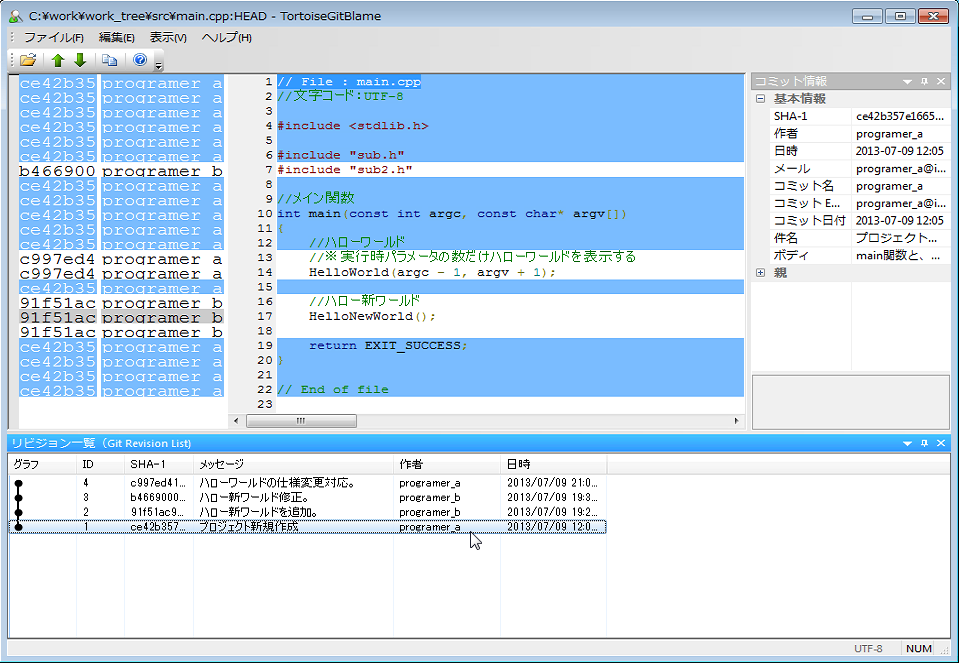 C:¥work¥work_tree¥src¥main.cpp:HEAD - TortoiseGitBlame
ファイル(F) 編集(E) 表示(V) ヘルプ(H)
ce42b35 programer a 1 // File : main.cpp
ce42b35 programer a 2 //文字コード:UTF-8
ce42b35 programer a 3
ce42b35 programer a 4 #include <stdlib.h>
ce42b35 programer a 5
ce42b35 programer a 6 #include "sub.h"
b466900 programer b 7 #include "sub2.h"
ce42b35 programer a 8
ce42b35 programer a 9 //メイン関数
ce42b35 programer a 10 int main(const int argc, const char* argv[])
ce42b35 programer a 11 {
ce42b35 programer a 12 //ハローワールド
c997ed4 programer a 13 //※実行時パラメータの数だけハローワールドを表示する
c997ed4 programer a 14 HelloWorld(argc - 1, argv + 1);
ce42b35 programer a 15
91f51ac programer b 16 //ハロー新ワールド
91f51ac programer b 17 HelloNewWorld();
91f51ac programer b 18
ce42b35 programer a 19 return EXIT_SUCCESS;
ce42b35 programer a 20 }
ce42b35 programer a 21
ce42b35 programer a 22 // End of file
23
コミット情報
基本情報
SHA-1 ce42b357e1665...
作者 programer_a
日時 2013-07-09 12:05
メール programer_a@i...
コミット名 programer_a
コミット E... programer_a@i...
コミット日付 2013-07-09 12:05
件名 プロジェクト...
ボディ main関数と、...
親
リビジョン一覧（Git Revision List)
グラフ ID SHA-1 メッセージ 作者 日時
4 c997ed41... ハローワールドの仕様変更対応。 programer_a 2013/07/09 21:0...
3 b4669000... ハロー新ワールド修正。 programer_b 2013/07/09 19:3...
2 91f51ac9... ハロー新ワールドを追加。 programer_b 2013/07/09 19:2...
1 ce42b357... プロジェクト新規作成 programer_a 2013/07/09 12:0...
UTF-8 NUM